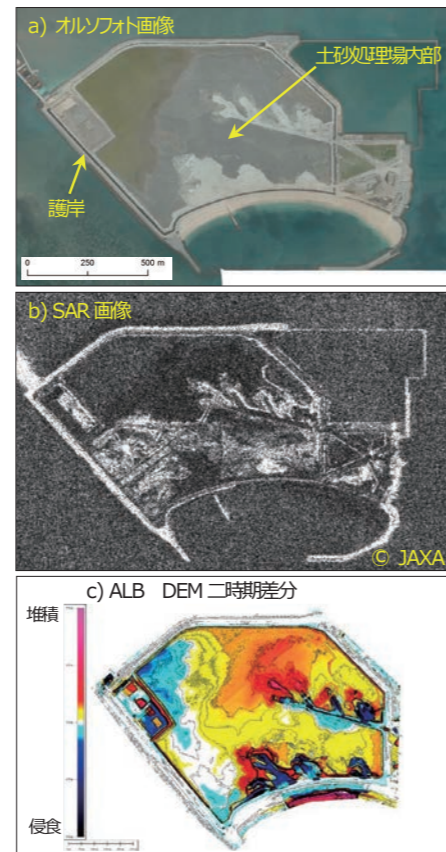 a) オルソフォト画像
土砂処理場内部
護岸
0 250 500 m
b) SAR 画像
© JAXA
c) ALB DEM 二時期差分
堆積
侵食